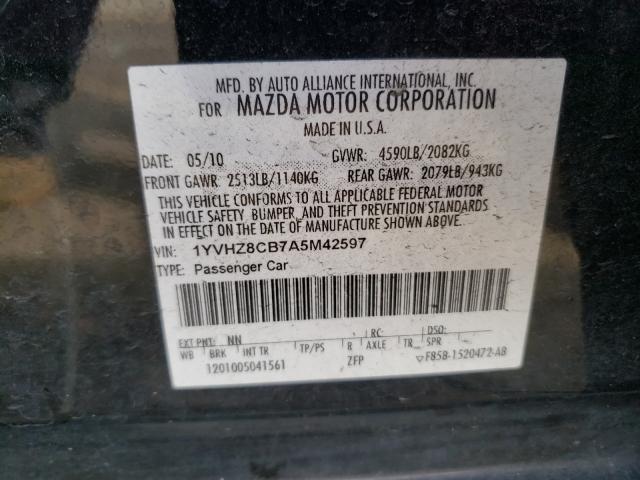 MFD. BY AUTO ALLIANCE INTERNATIONAL, INC.
FOR MAZDA MOTOR CORPORATION
MADE IN U.S.A.
DATE: 05/10 GVWR: 4590LB/2082KG
FRONT GAWR: 2513LB/1140KG REAR GAWR: 2079LB/943KG
THIS VEHICLE CONFORMS TO ALL APPLICABLE FEDERAL MOTOR
VEHICLE SAFETY, BUMPER, AND THEFT PREVENTION STANDARDS
IN EFFECT ON THE DATE OF MANUFACTURE SHOWN ABOVE.
VIN: 1YVHZ8CB7A5M42597
TYPE: Passenger Car
EXT PNT: NN RC: DSO:
WB BRK INT TR TP/PS R AXLE TR SPR
1201005041561 ZFP ▽F85B-1520472-AB